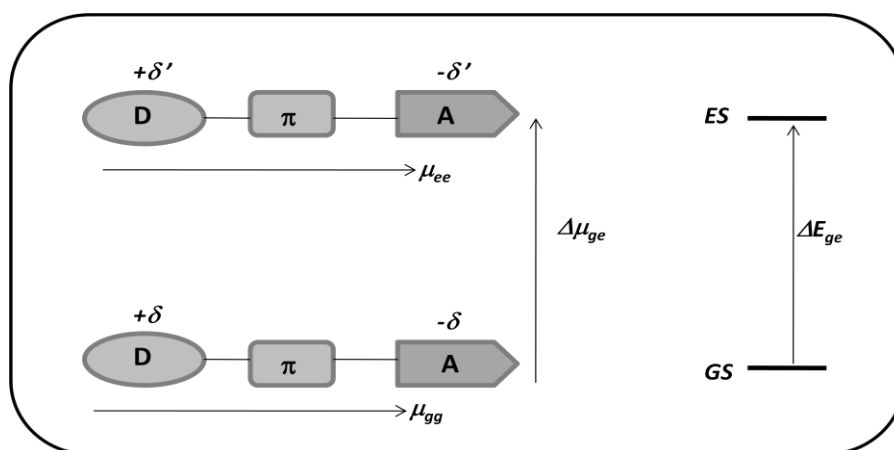 +δ’ -δ’
D π A ES
μee
Δμge ΔEge
+δ -δ
D π A GS
μgg